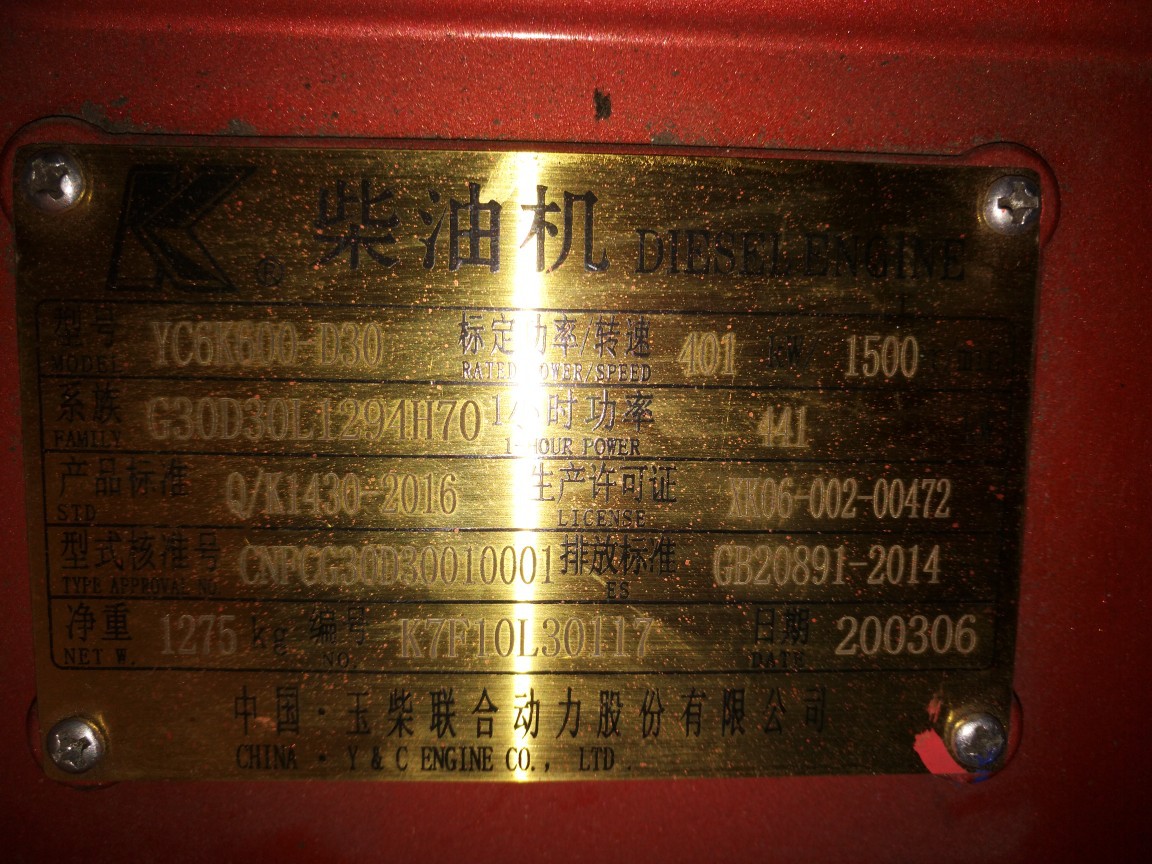 K ® 柴油机 DIESEL ENGINE
型号 YC6K600-D30 标定功率/转速 401 kW/ 1500
MODEL RATED POWER/SPEED
系族 G30D30L1294H70 1小时功率 441
FAMILY 1-HOUR POWER
产品标准 Q/K1430-2016 生产许可证 XK06-002-00472
STD LICENSE
型式核准号 CNFCG30D30010001 排放标准 GB20891-2014
TYPE APPROVAL NO ES
净重 1275 kg 编号 K7F10L30117 日期 200306
NET W. NO. DATE
中国·玉柴联合动力股份有限公司
CHINA · Y & C ENGINE CO., LTD.